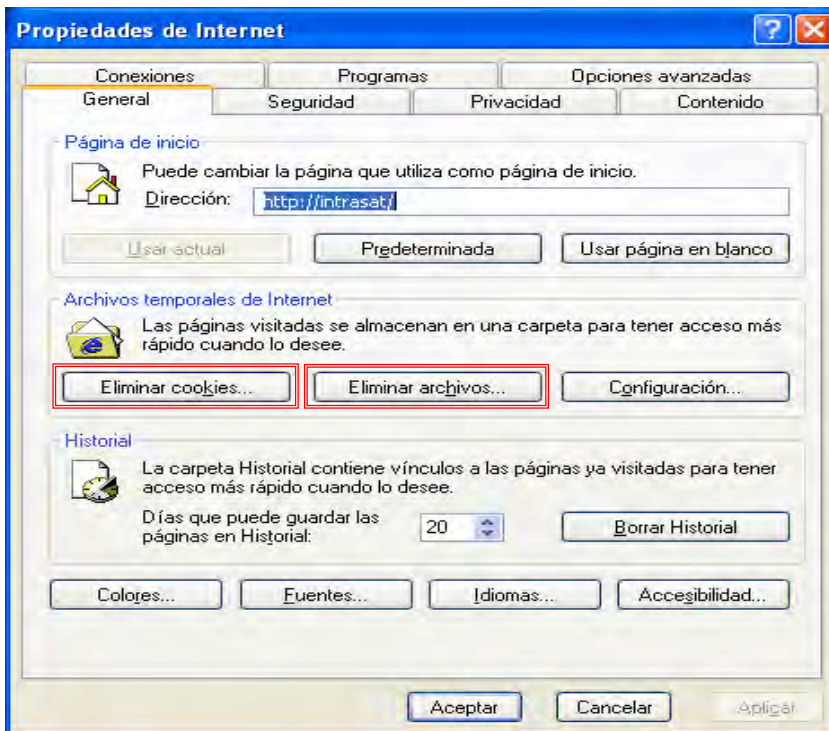 Propiedades de Internet
Conexiones Programas Opciones avanzadas
General Seguridad Privacidad Contenido
Página de inicio
Puede cambiar la página que utiliza como página de inicio.
Dirección: http://intrasat/
Usar actual Predeterminada Usar página en blanco
Archivos temporales de Internet
Las páginas visitadas se almacenan en una carpeta para tener acceso más
rápido cuando lo desee.
Eliminar cookies... Eliminar archivos... Configuración...
Historial
La carpeta Historial contiene vínculos a las páginas ya visitadas para tener
acceso más rápido cuando lo desee.
Días que puede guardar las
páginas en Historial: 20 Borrar Historial
Colores... Fuentes... Idiomas... Accesibilidad...
Aceptar Cancelar Aplicar